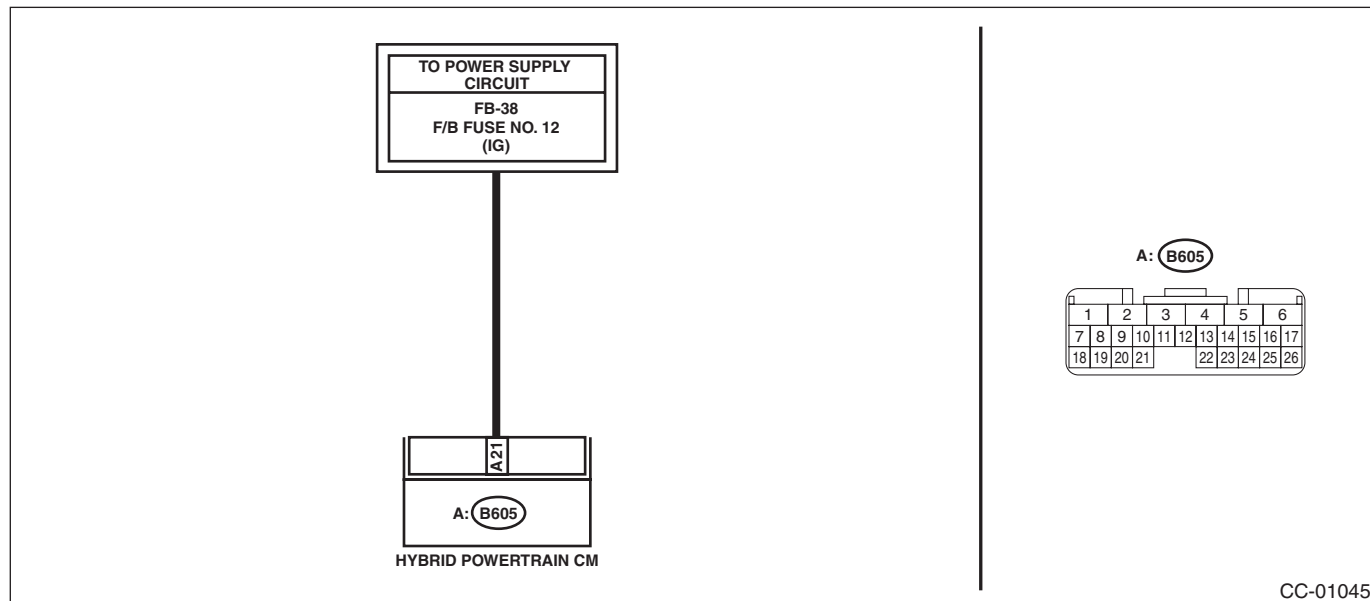 TO POWER SUPPLY
CIRCUIT
FB-38
F/B FUSE NO. 12
(IG)
A21
A: B605
HYBRID POWERTRAIN CM
A: B605
1 2 3 4 5 6
7 8 9 10 11 12 13 14 15 16 17
18 19 20 21 22 23 24 25 26
CC-01045